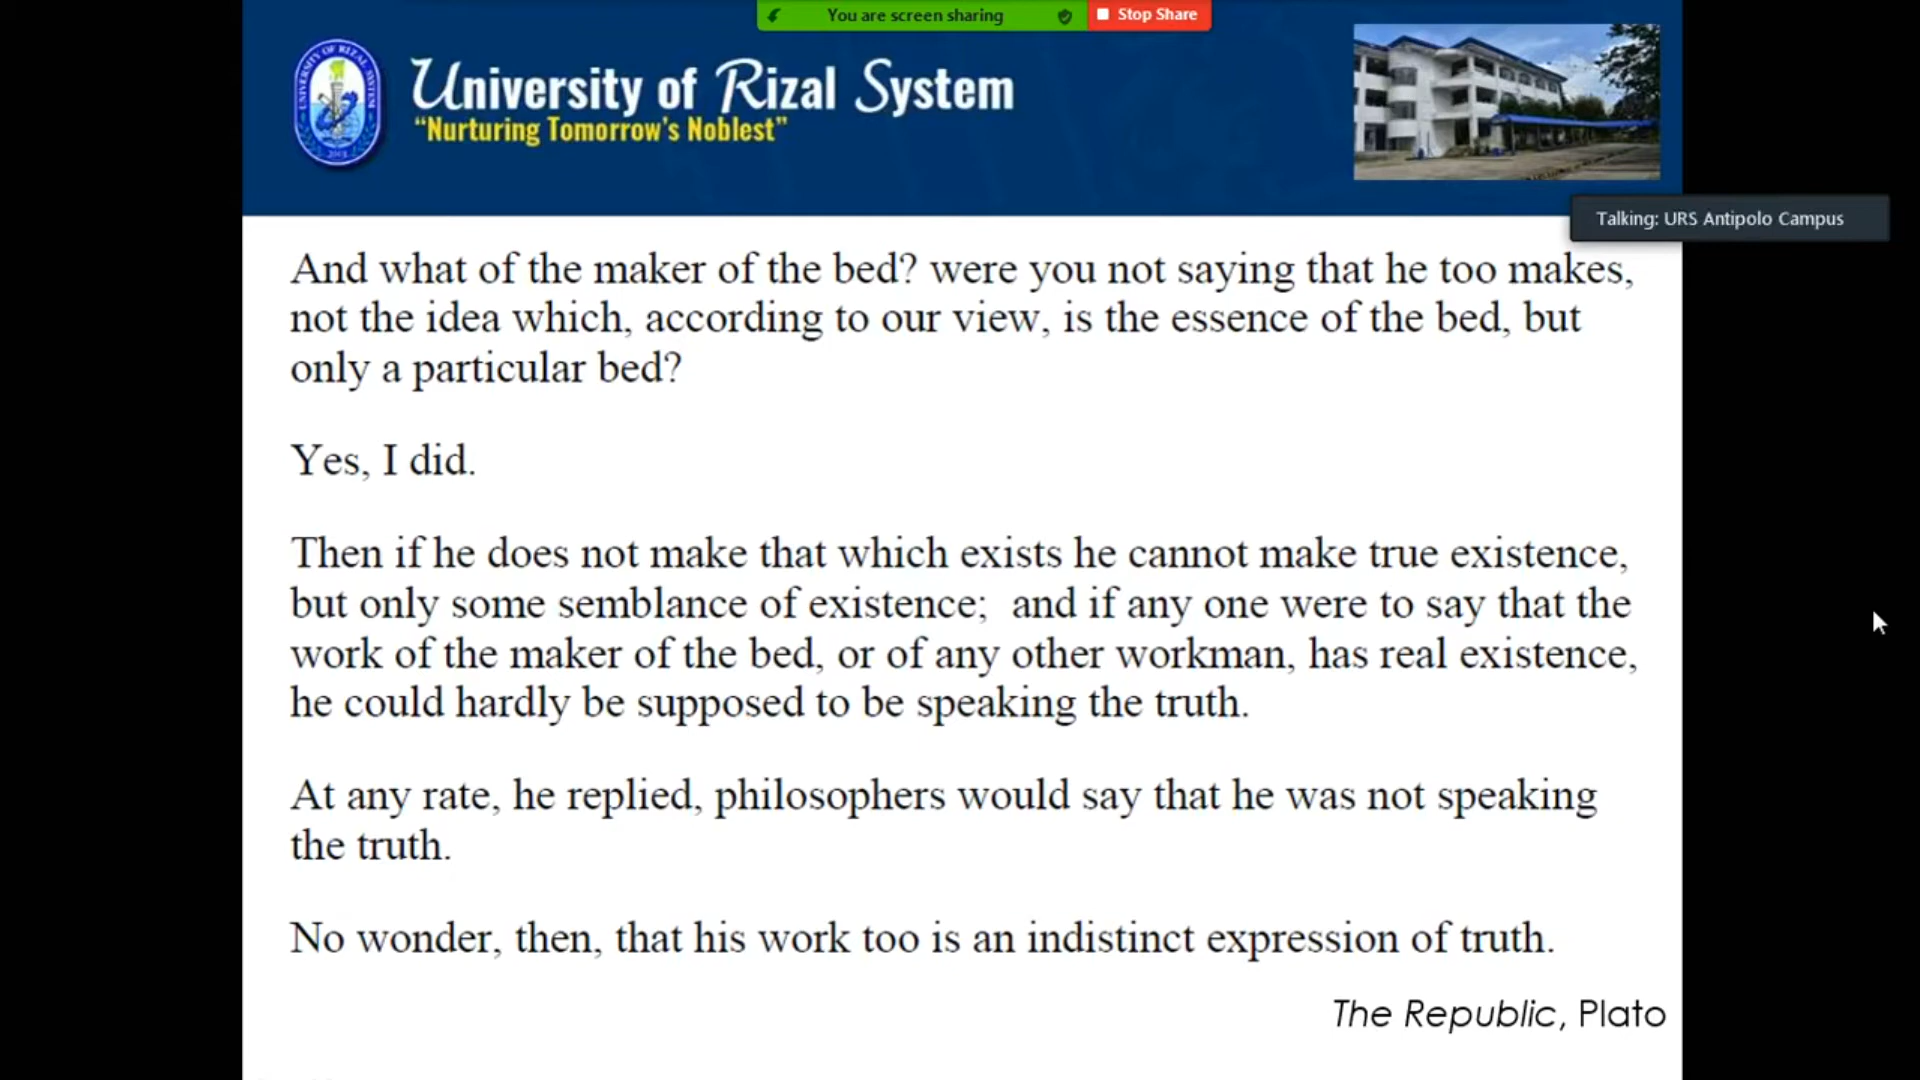 You are screen sharing
Stop Share
University of Rizal System
“Nurturing Tomorrow's Noblest”
UNIVERSITY OF RIZAL SYSTEM
Talking: URS Antipolo Campus
And what of the maker of the bed? were you not saying that he too makes,
not the idea which, according to our view, is the essence of the bed, but
only a particular bed?
Yes, I did.
Then if he does not make that which exists he cannot make true existence,
but only some semblance of existence;  and if any one were to say that the
work of the maker of the bed, or of any other workman, has real existence,
he could hardly be supposed to be speaking the truth.
At any rate, he replied, philosophers would say that he was not speaking
the truth.
No wonder, then, that his work too is an indistinct expression of truth.
The Republic, Plato